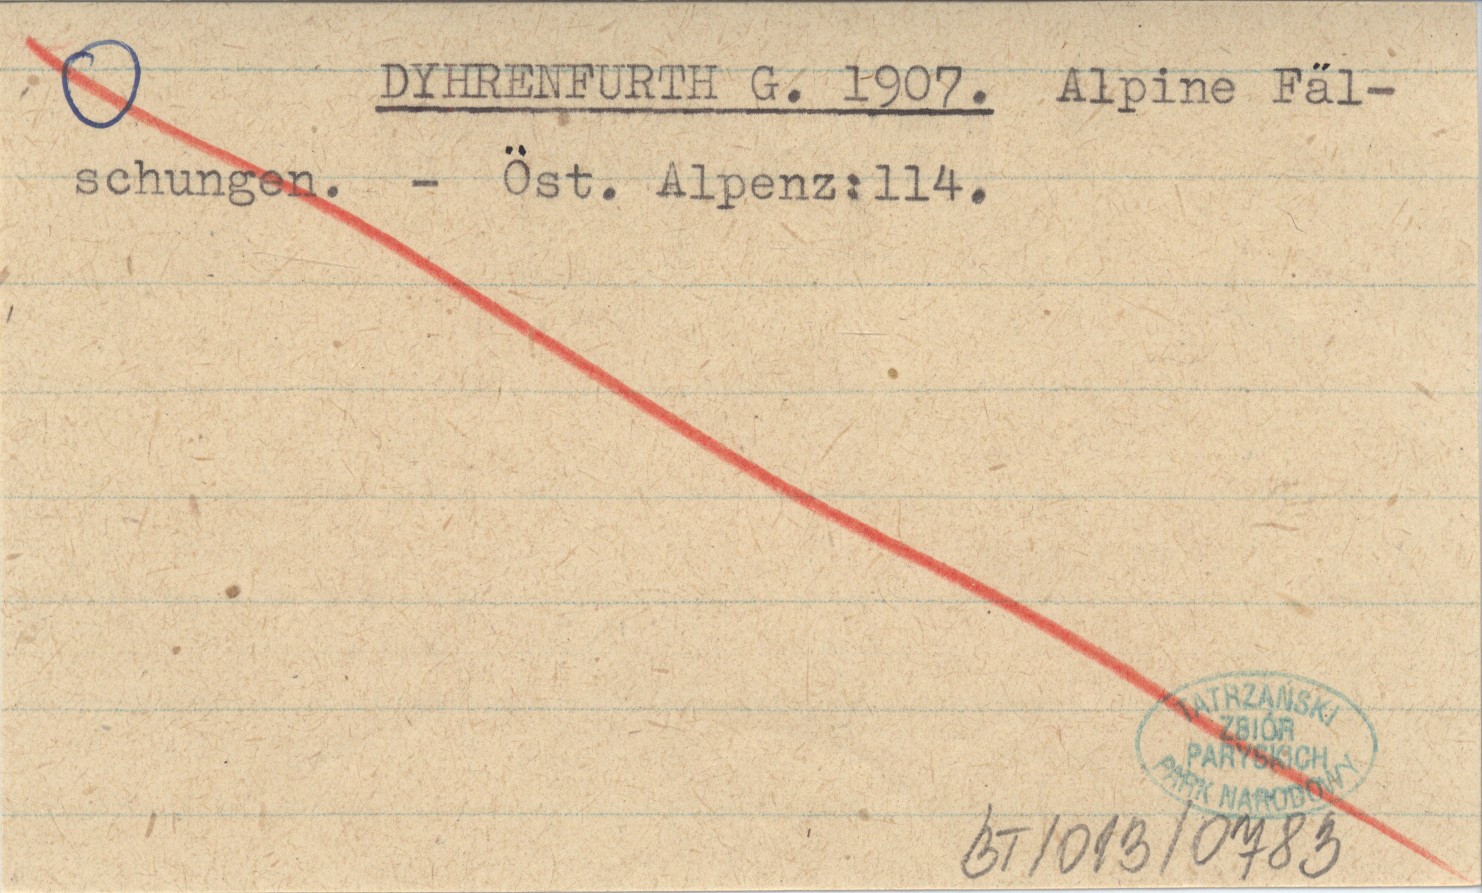 DYHRENFURTH G. 1907. Alpine Fäl-
schungen. - Öst. Alpenz:114.
TATRZAŃSKI
ZBIÓR
PARYSKICH
PARK NARODOWY
BT/013/0783